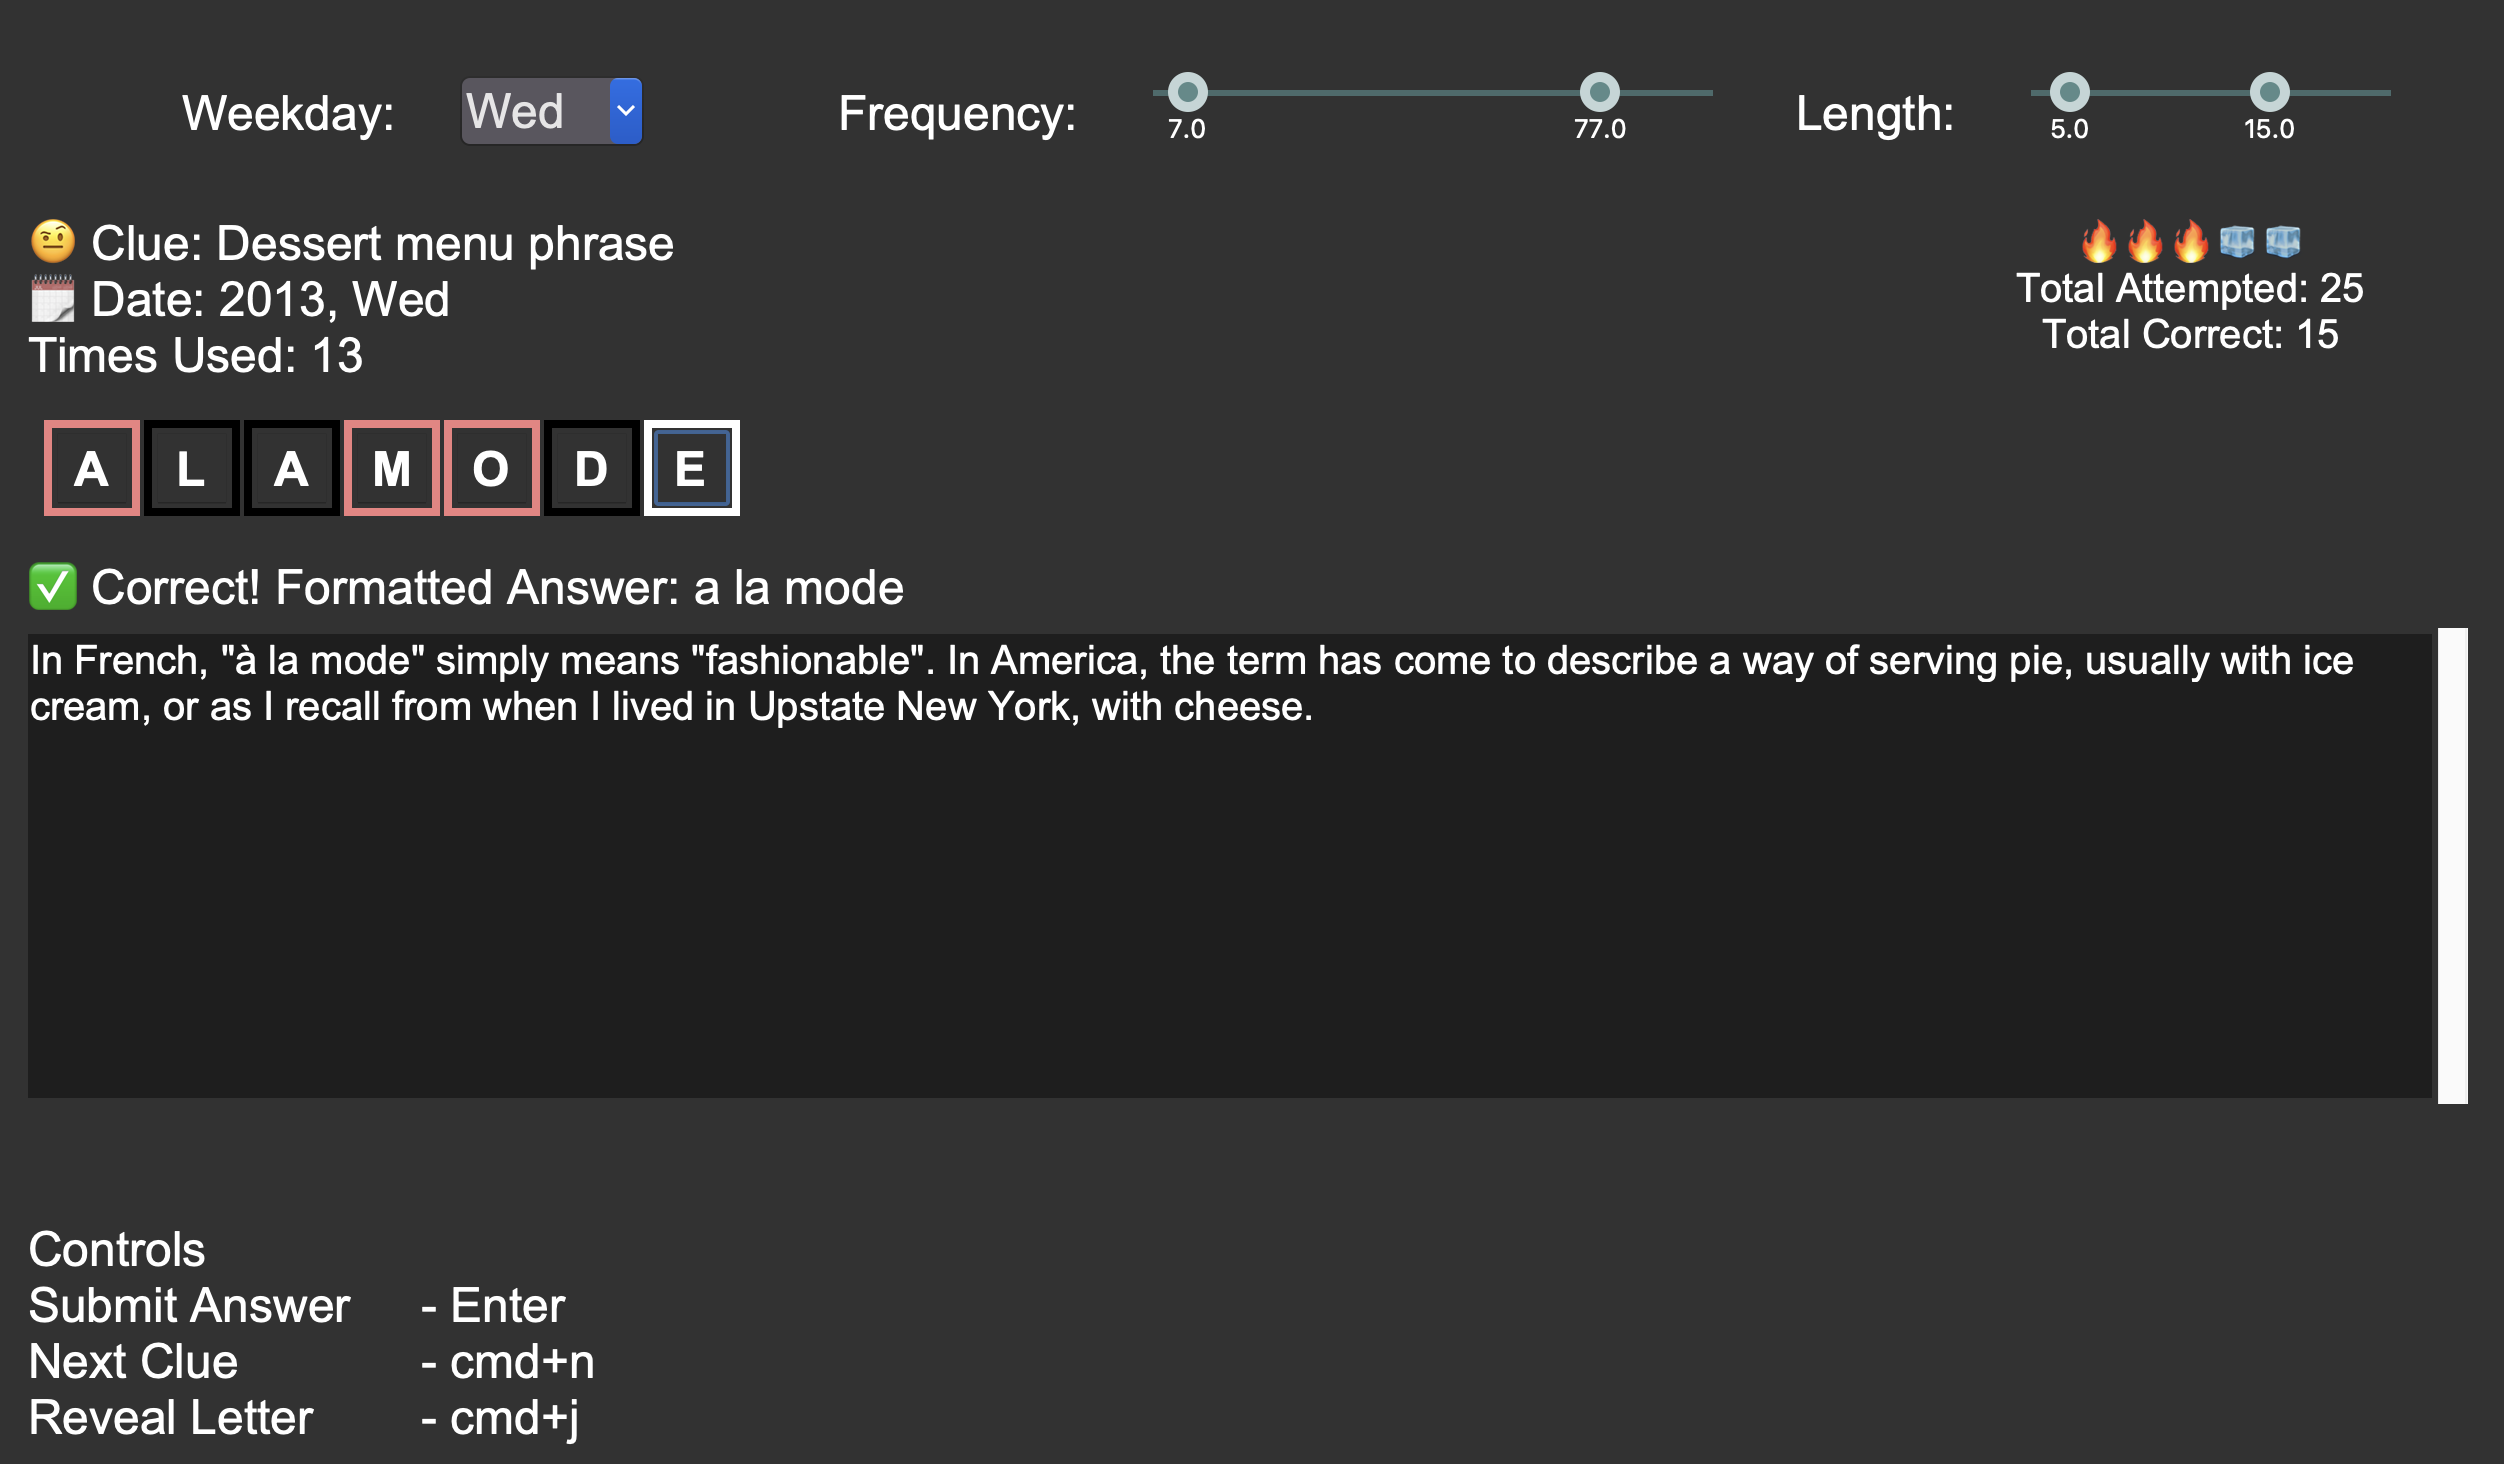 Weekday: Wed Frequency: 7.0 77.0 Length: 5.0 15.0
🤨 Clue: Dessert menu phrase
🗓 Date: 2013, Wed
Times Used: 13
🔥🔥🔥🧊🧊
Total Attempted: 25
Total Correct: 15
A L A M O D E
✅ Correct! Formatted Answer: a la mode
In French, "à la mode" simply means "fashionable". In America, the term has come to describe a way of serving pie, usually with ice
cream, or as I recall from when I lived in Upstate New York, with cheese.
Controls
Submit Answer - Enter
Next Clue - cmd+n
Reveal Letter - cmd+j